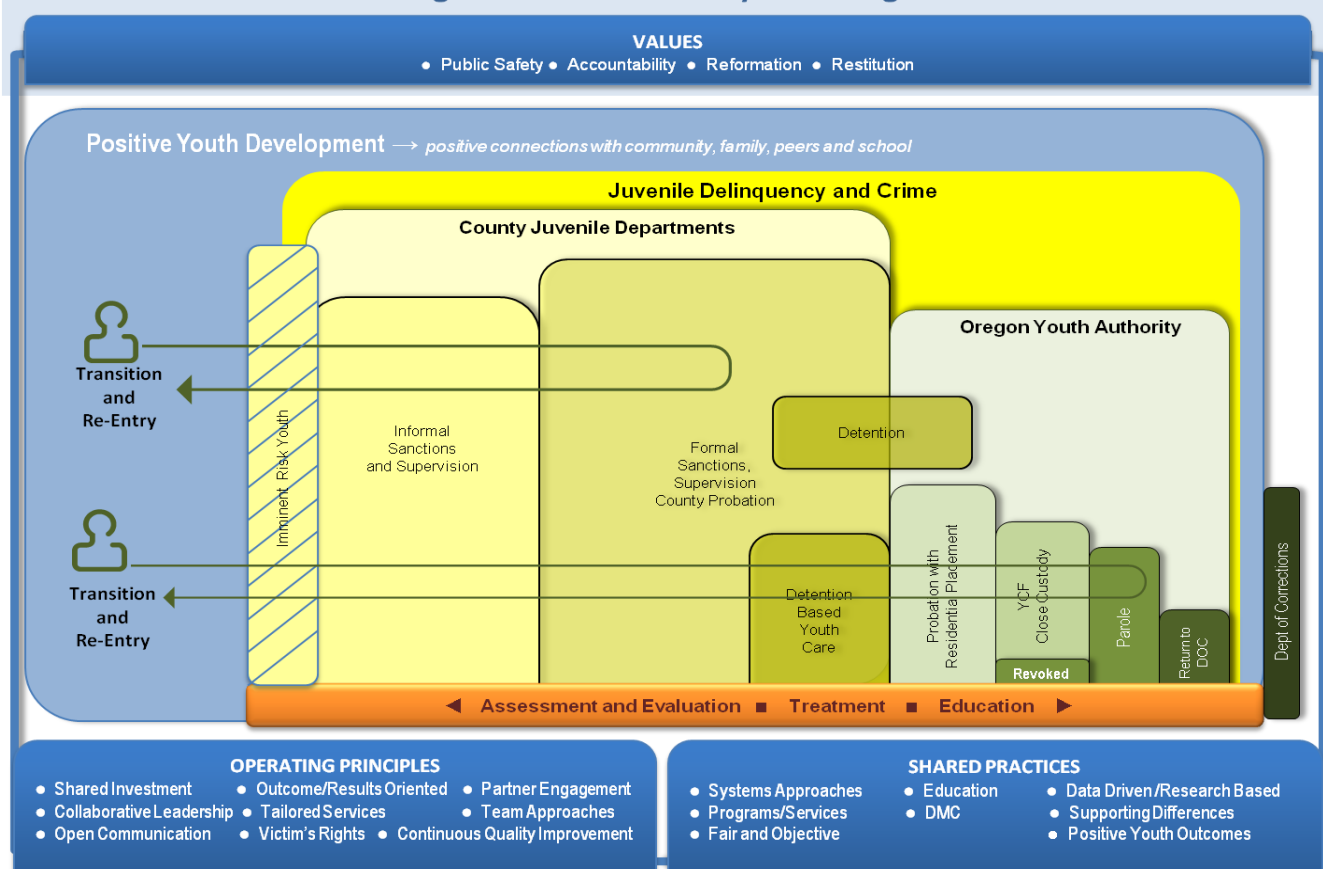 VALUES
● Public Safety ● Accountability ● Reformation ● Restitution
Positive Youth Development → positive connections with community, family, peers and school
Juvenile Delinquency and Crime
County Juvenile Departments
Oregon Youth Authority
Transition
and
Re-Entry
Imminent Risk Youth
Informal
Sanctions
and Supervision
Formal
Sanctions,
Supervision
County Probation
Detention
Transition
and
Re-Entry
Detention
Based
Youth
Care
Probation with
Residential Placement
YCF
Close Custody
Revoked
Parole
Return to
DOC
Dept of Corrections
◄ Assessment and Evaluation ■ Treatment ■ Education ►
OPERATING PRINCIPLES
● Shared Investment ● Outcome/Results Oriented ● Partner Engagement
● Collaborative Leadership ● Tailored Services ● Team Approaches
● Open Communication ● Victim's Rights ● Continuous Quality Improvement
SHARED PRACTICES
● Systems Approaches ● Education ● Data Driven/Research Based
● Programs/Services ● DMC ● Supporting Differences
● Fair and Objective ● Positive Youth Outcomes